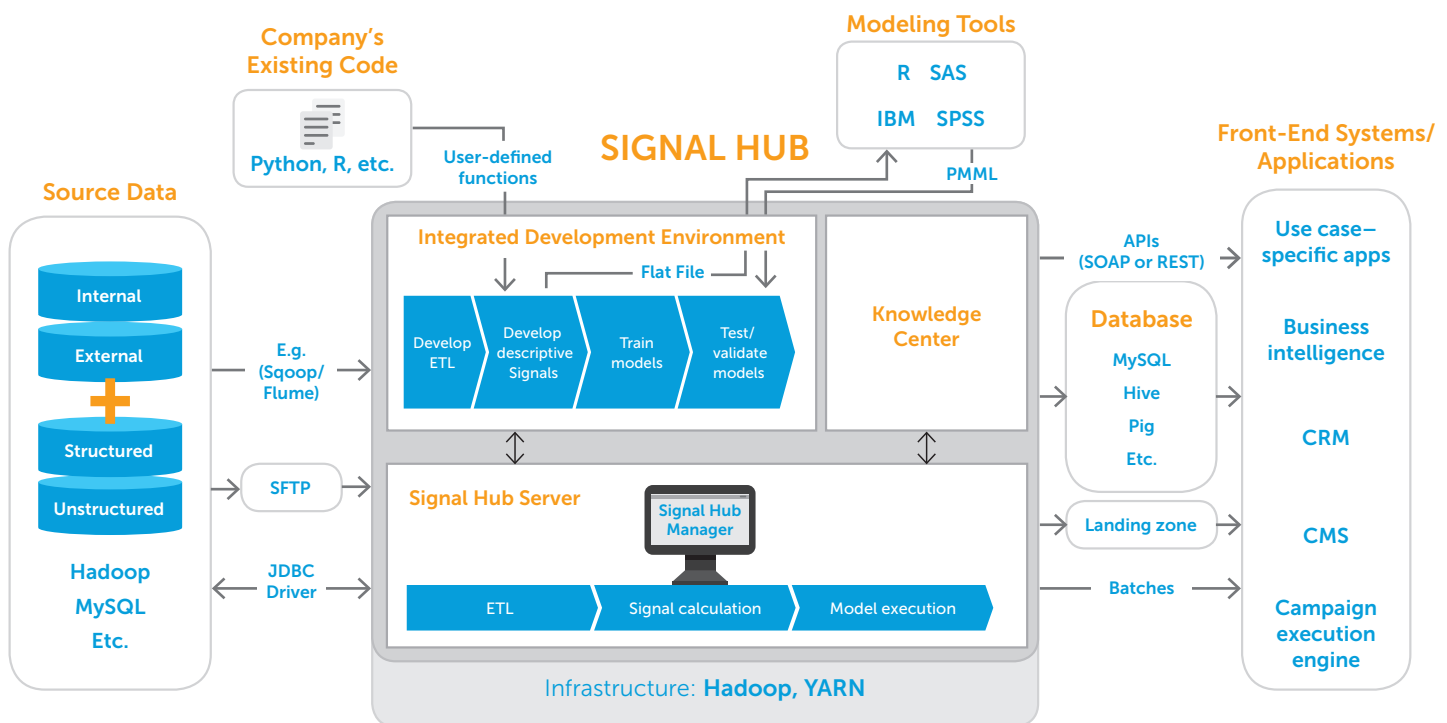 Company's
Existing Code
Python, R, etc.
User-defined
functions
SIGNAL HUB
Modeling Tools
R SAS
IBM SPSS
PMML
Source Data
Internal
External
Structured
Unstructured
Hadoop
MySQL
Etc.
E.g.
(Sqoop/
Flume)
SFTP
JDBC
Driver
Integrated Development Environment
Flat File
Develop
ETL
Develop
descriptive
Signals
Train
models
Test/
validate
models
Knowledge
Center
Signal Hub Server
Signal Hub
Manager
ETL
Signal calculation
Model execution
Infrastructure: Hadoop, YARN
APIs
(SOAP or REST)
Database
MySQL
Hive
Pig
Etc.
Landing zone
Batches
Front-End Systems/
Applications
Use case–
specific apps
Business
intelligence
CRM
CMS
Campaign
execution
engine